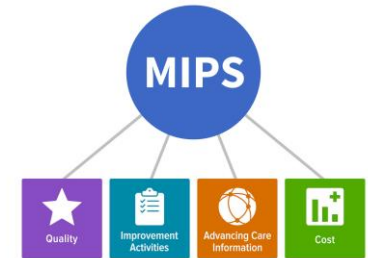 MIPS
Quality
Improvement
Activities
Advancing Care
Information
Cost